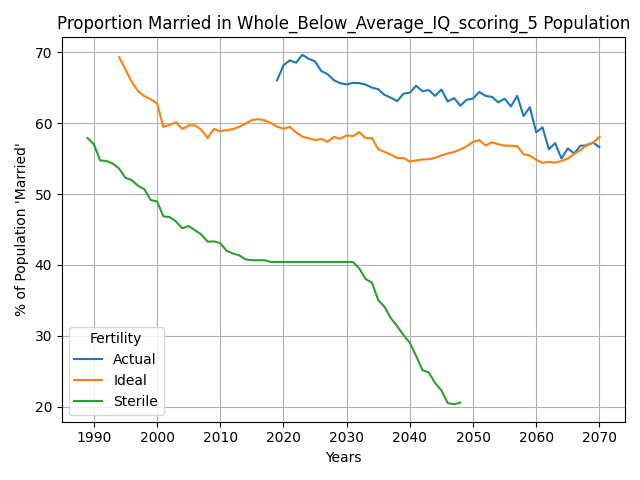 Proportion Married in Whole_Below_Average_IQ_scoring_5 Population
% of Population 'Married'
70
60
50
40
30
20
Fertility
Actual
Ideal
Sterile
1990 2000 2010 2020 2030 2040 2050 2060 2070
Years